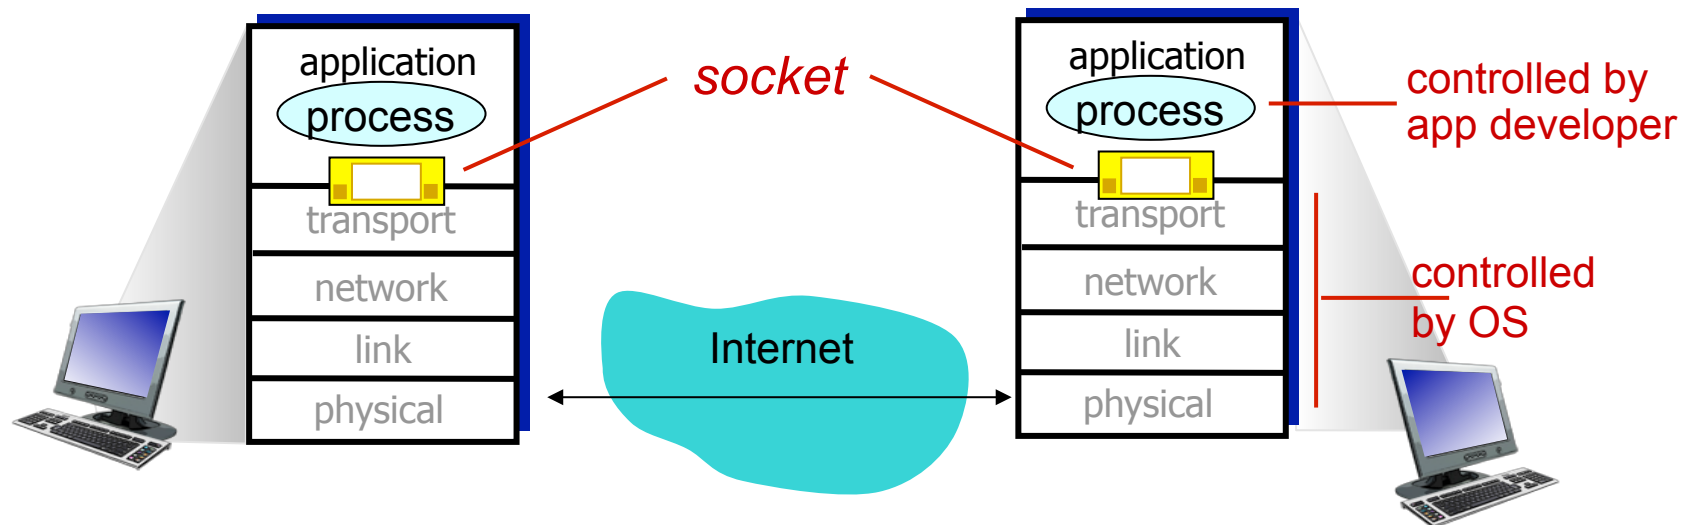 application
process
transport
network
link
physical
socket
Internet
application
process
transport
network
link
physical
controlled by
app developer
controlled
by OS